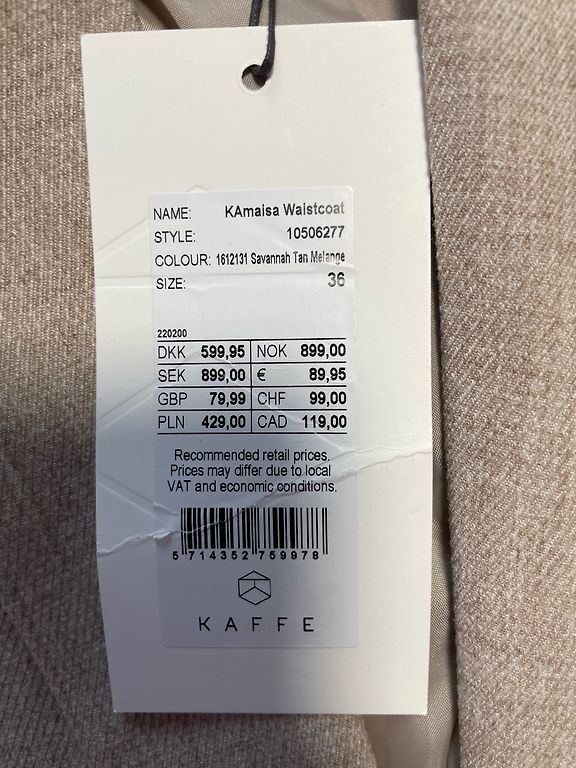 NAME: KAmaisa Waistcoat
STYLE: 10506277
COLOUR: 1612131 Savannah Tan Melange
SIZE: 36
220200
DKK 599,95 NOK 899,00
SEK 899,00 € 89,95
GBP 79,99 CHF 99,00
PLN 429,00 CAD 119,00
Recommended retail prices.
Prices may differ due to local
VAT and economic conditions.
5 714352 759978
KAFFE